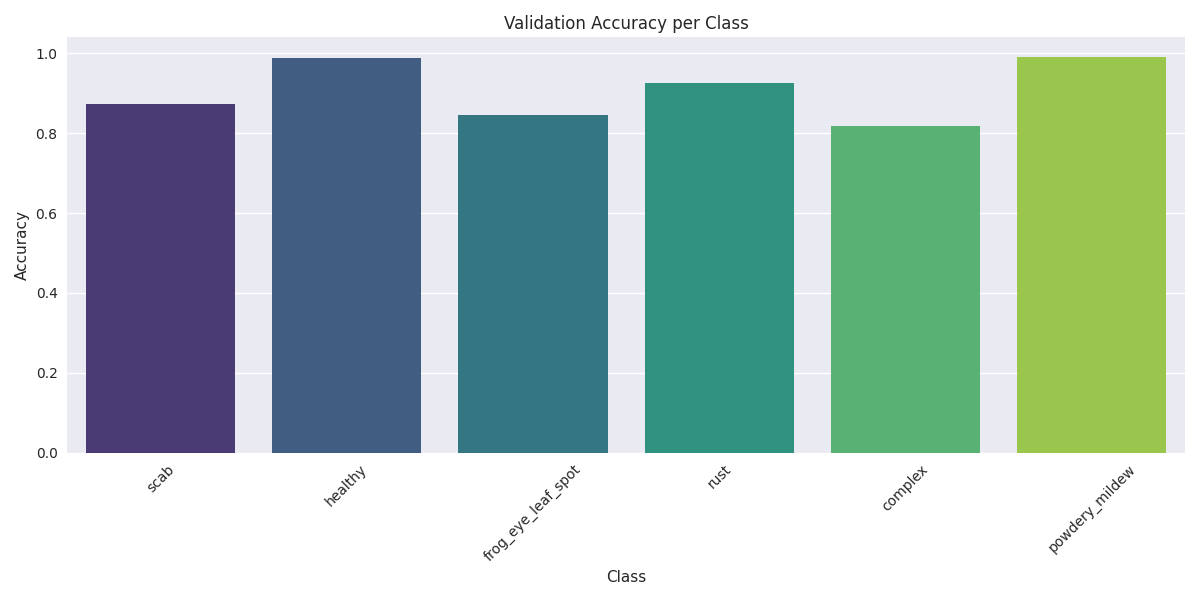 Validation Accuracy per Class
Accuracy
1.0
0.8
0.6
0.4
0.2
0.0
scab
healthy
frog_eye_leaf_spot
rust
complex
powdery_mildew
Class